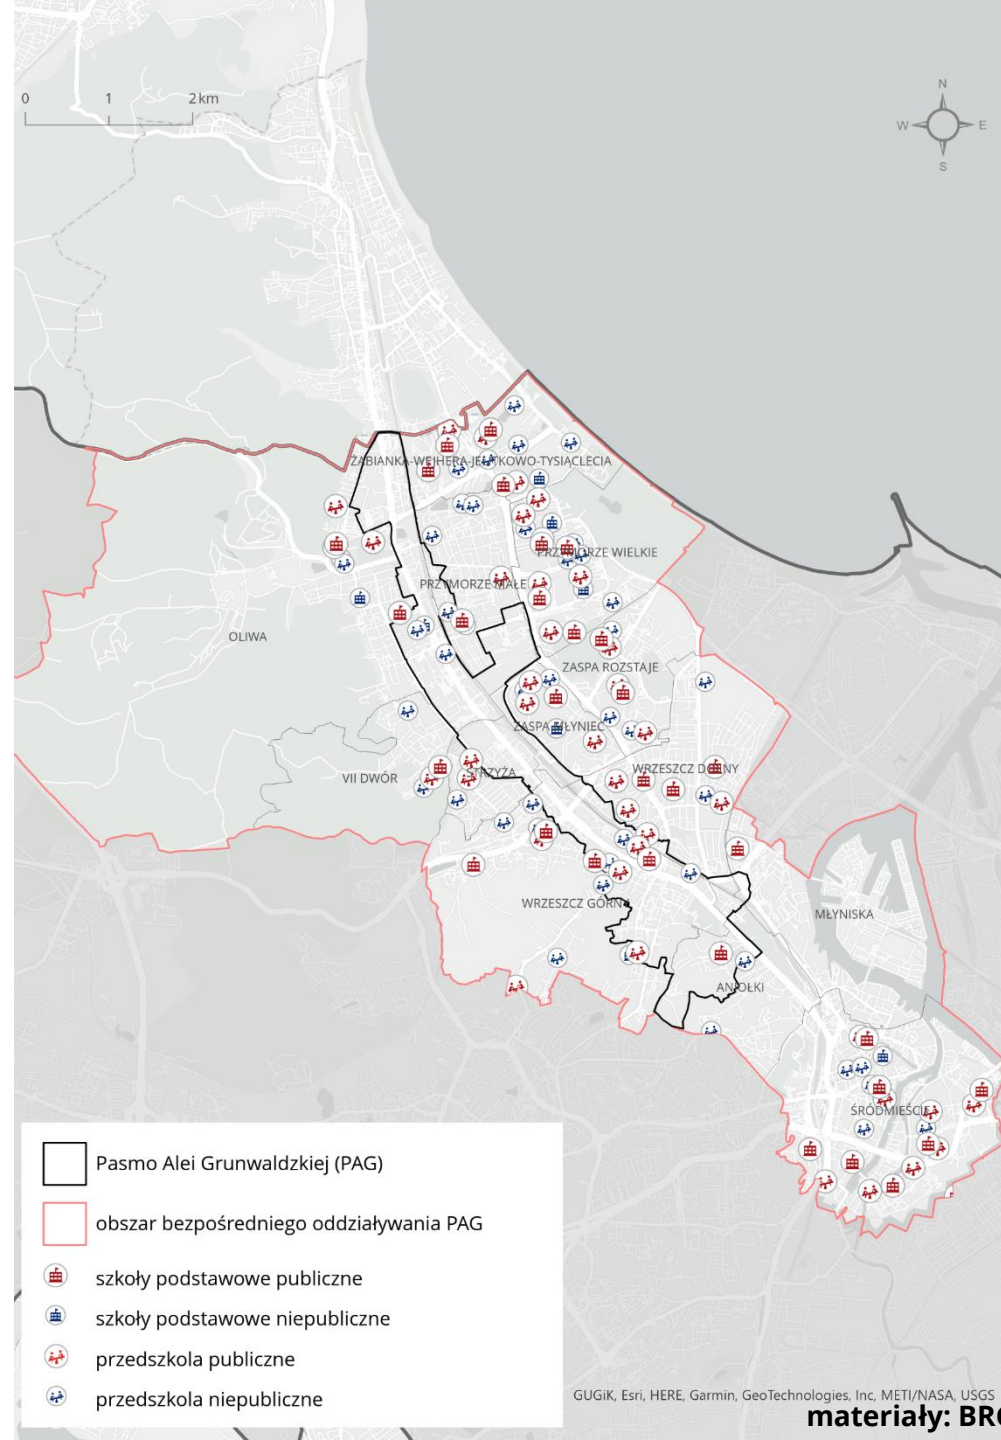 0 1 2 km
N
W E
S
ŻABIANKA-WEJHERA-JELITKOWO-TYSIĄCLECIA
PRZYMORZE WIELKIE
PRZYMORZE MAŁE
OLIWA
ZASPA ROZSTAJE
ZASPA MŁYNIEC
VII DWÓR
STRZYŻA
WRZESZCZ DOLNY
WRZESZCZ GÓRNY
MŁYNISKA
ANIOŁKI
ŚRÓDMIEŚCIE
Pasmo Alei Grunwaldzkiej (PAG)
obszar bezpośredniego oddziaływania PAG
szkoły podstawowe publiczne
szkoły podstawowe niepubliczne
przedszkola publiczne
przedszkola niepubliczne
GUGiK, Esri, HERE, Garmin, GeoTechnologies, Inc, METI/NASA, USGS
materiały: BRG